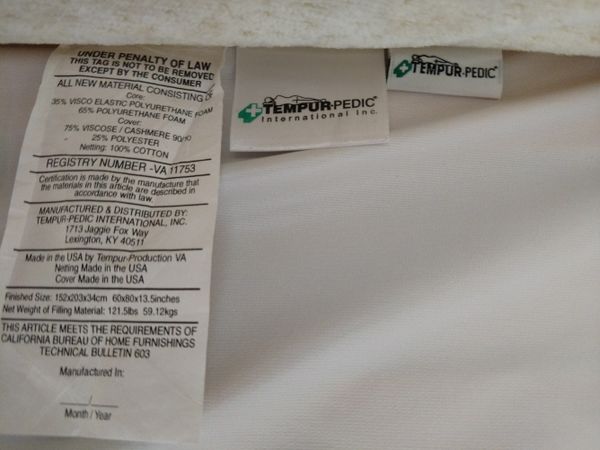 UNDER PENALTY OF LAW
THIS TAG IS NOT TO BE REMOVED
EXCEPT BY THE CONSUMER
ALL NEW MATERIAL CONSISTING OF
Core:
35% VISCO ELASTIC POLYURETHANE FOAM
65% POLYURETHANE FOAM
Cover:
75% VISCOSE / CASHMERE 90/10
25% POLYESTER
Netting: 100% COTTON
REGISTRY NUMBER -VA 11753
Certification is made by the manufacture that
the materials in this article are described in
accordance with law.
MANUFACTURED & DISTRIBUTED BY:
TEMPUR-PEDIC INTERNATIONAL, INC.
1713 Jaggie Fox Way
Lexington, KY 40511
Made in the USA by Tempur-Production VA
Netting Made in the USA
Cover Made in the USA
Finished Size: 152x203x34cm 60x80x13.5inches
Net Weight of Filling Material: 121.5lbs 59.12kgs
THIS ARTICLE MEETS THE REQUIREMENTS OF
CALIFORNIA BUREAU OF HOME FURNISHINGS
TECHNICAL BULLETIN 603
Manufactured In:
/
Month / Year
TEMPUR-PEDIC®
International Inc.
TEMPUR-PEDIC®